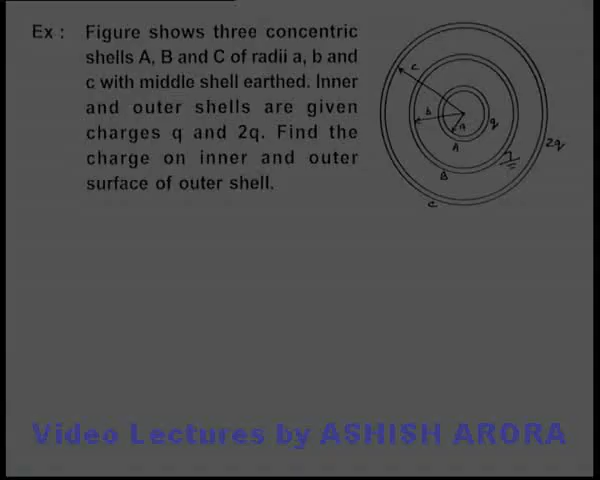 Ex : Figure shows three concentric
shells A, B and C of radii a, b and
c with middle shell earthed. Inner
and outer shells are given
charges q and 2q. Find the
charge on inner and outer
surface of outer shell.
c
b
A
q
A
2q
B
C
Video Lectures by ASHISH ARORA